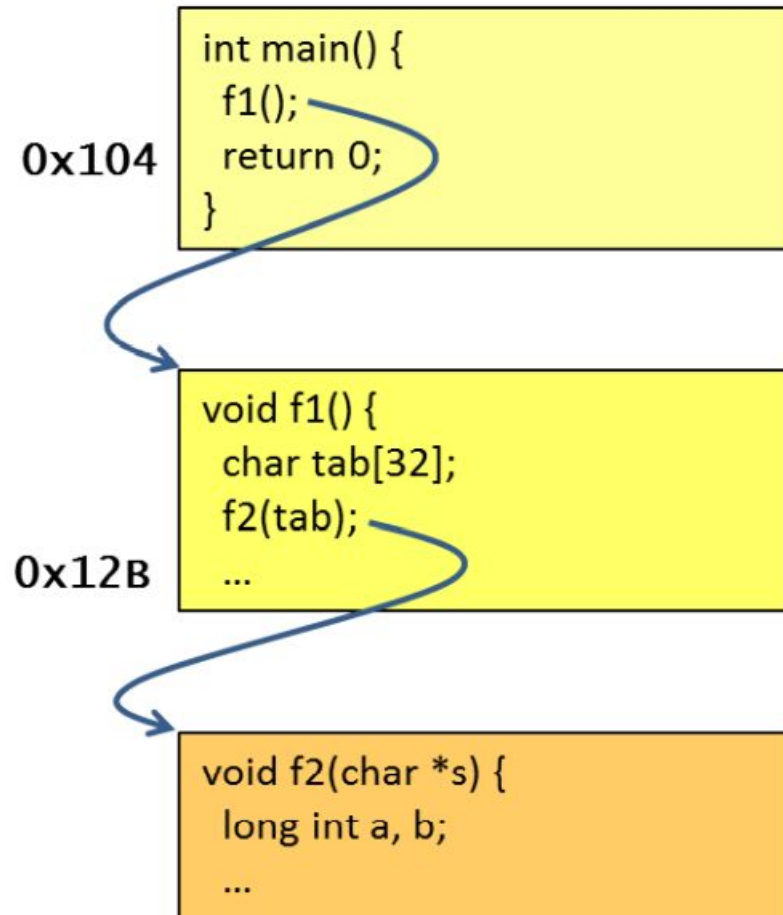 int main() {
f1();
0x104 return 0;
}
void f1() {
char tab[32];
f2(tab);
0x12B ...
void f2(char *s) {
long int a, b;
...